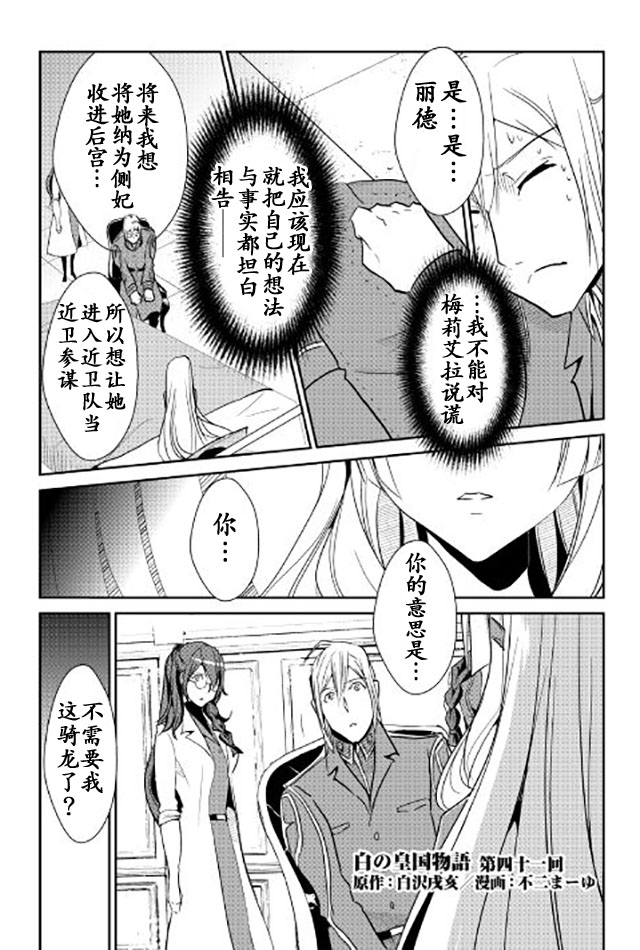 是…是
丽德
…我不能对
梅莉艾拉说谎
我应该现在
就把自己的想法
与事实都坦白
相告——
将来我想
将她纳为侧妃
收进后宫…
所以想让她
进入近卫队当
近卫参谋
你…
你的意思是…
不需要我
这骑龙了？
白の皇国物語 第四十一回
原作：白沢戌亥／漫画：不二まーゆ